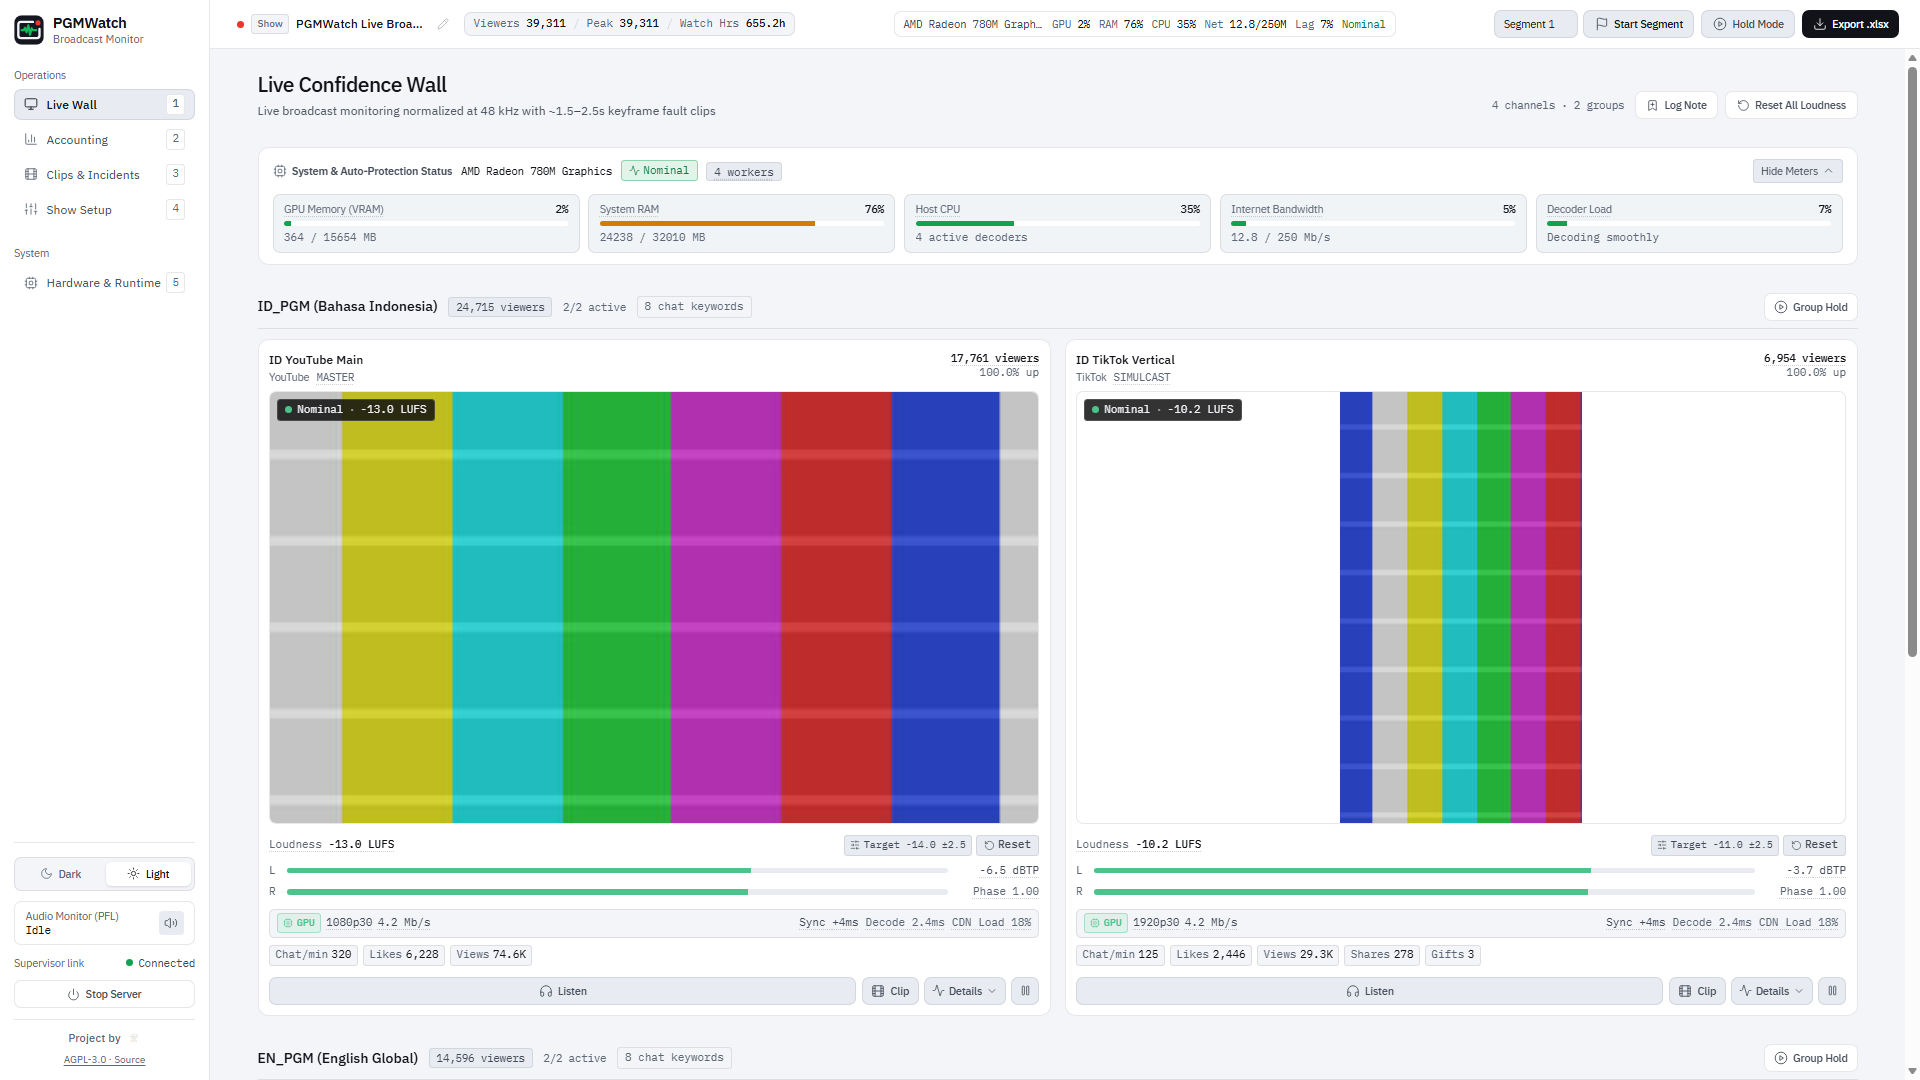 PGMWatch
Broadcast Monitor
Operations
Live Wall 1
Accounting 2
Clips & Incidents 3
Show Setup 4
System
Hardware & Runtime 5
Dark Light
Audio Monitor (PFL)
Idle
Supervisor link Connected
Stop Server
Project by
AGPL-3.0 · Source
Show PGMWatch Live Broa... Viewers 39,311 / Peak 39,311 / Watch Hrs 655.2h
AMD Radeon 780M Graph… GPU 2% RAM 76% CPU 35% Net 12.8/250M Lag 7% Nominal
Segment 1 Start Segment Hold Mode Export .xlsx
Live Confidence Wall
Live broadcast monitoring normalized at 48 kHz with ~1.5–2.5s keyframe fault clips
4 channels · 2 groups Log Note Reset All Loudness
System & Auto-Protection Status AMD Radeon 780M Graphics Nominal 4 workers Hide Meters
GPU Memory (VRAM) 2%
364 / 15654 MB
System RAM 76%
24238 / 32010 MB
Host CPU 35%
4 active decoders
Internet Bandwidth 5%
12.8 / 250 Mb/s
Decoder Load 7%
Decoding smoothly
ID_PGM (Bahasa Indonesia) 24,715 viewers 2/2 active 8 chat keywords Group Hold
ID YouTube Main 17,761 viewers
YouTube MASTER 100.0% up
Nominal · -13.0 LUFS
Loudness -13.0 LUFS Target -14.0 ±2.5 Reset
L -6.5 dBTP
R Phase 1.00
GPU 1080p30 4.2 Mb/s Sync +4ms Decode 2.4ms CDN Load 18%
Chat/min 320 Likes 6,228 Views 74.6K
Listen Clip Details
ID TikTok Vertical 6,954 viewers
TikTok SIMULCAST 100.0% up
Nominal · -10.2 LUFS
Loudness -10.2 LUFS Target -11.0 ±2.5 Reset
L -3.7 dBTP
R Phase 1.00
GPU 1920p30 4.2 Mb/s Sync +4ms Decode 2.4ms CDN Load 18%
Chat/min 125 Likes 2,446 Views 29.3K Shares 278 Gifts 3
Listen Clip Details
EN_PGM (English Global) 14,596 viewers 2/2 active 8 chat keywords Group Hold